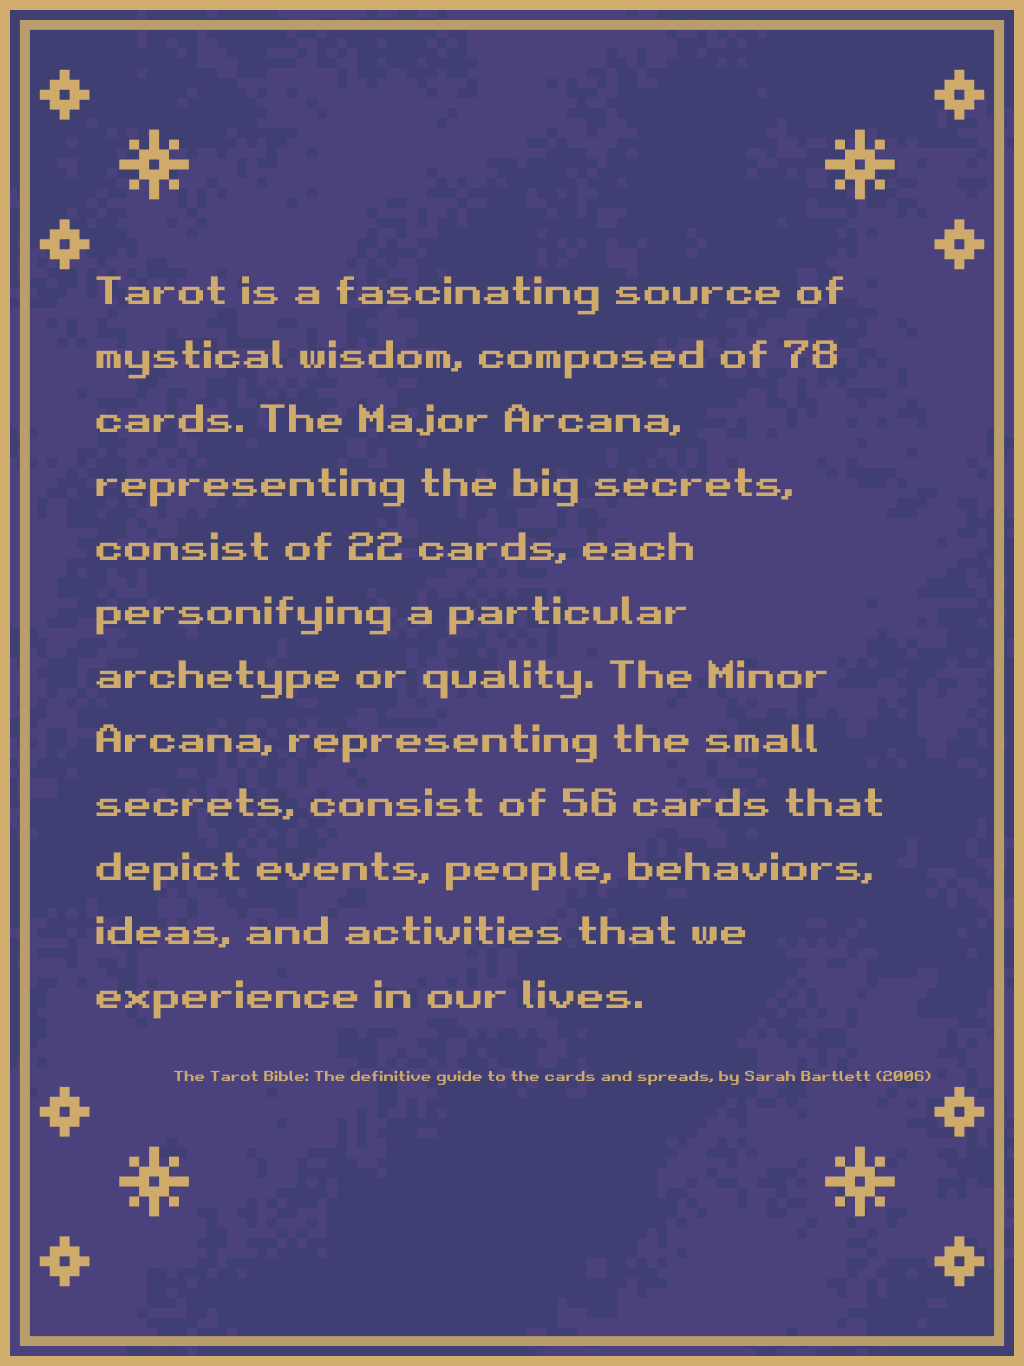 Tarot is a fascinating source of
mystical wisdom, composed of 78
cards. The Major Arcana,
representing the big secrets,
consist of 22 cards, each
personifying a particular
archetype or quality. The Minor
Arcana, representing the small
secrets, consist of 56 cards that
depict events, people, behaviors,
ideas, and activities that we
experience in our lives.
The Tarot Bible: The definitive guide to the cards and spreads, by Sarah Bartlett (2006)